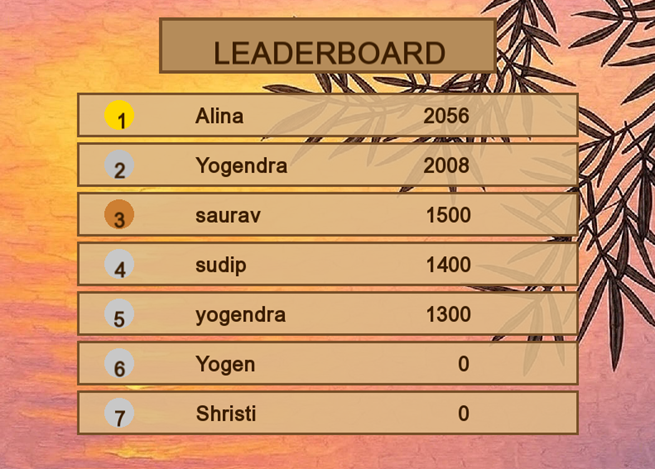 LEADERBOARD
1 Alina 2056
2 Yogendra 2008
3 saurav 1500
4 sudip 1400
5 yogendra 1300
6 Yogen 0
7 Shristi 0